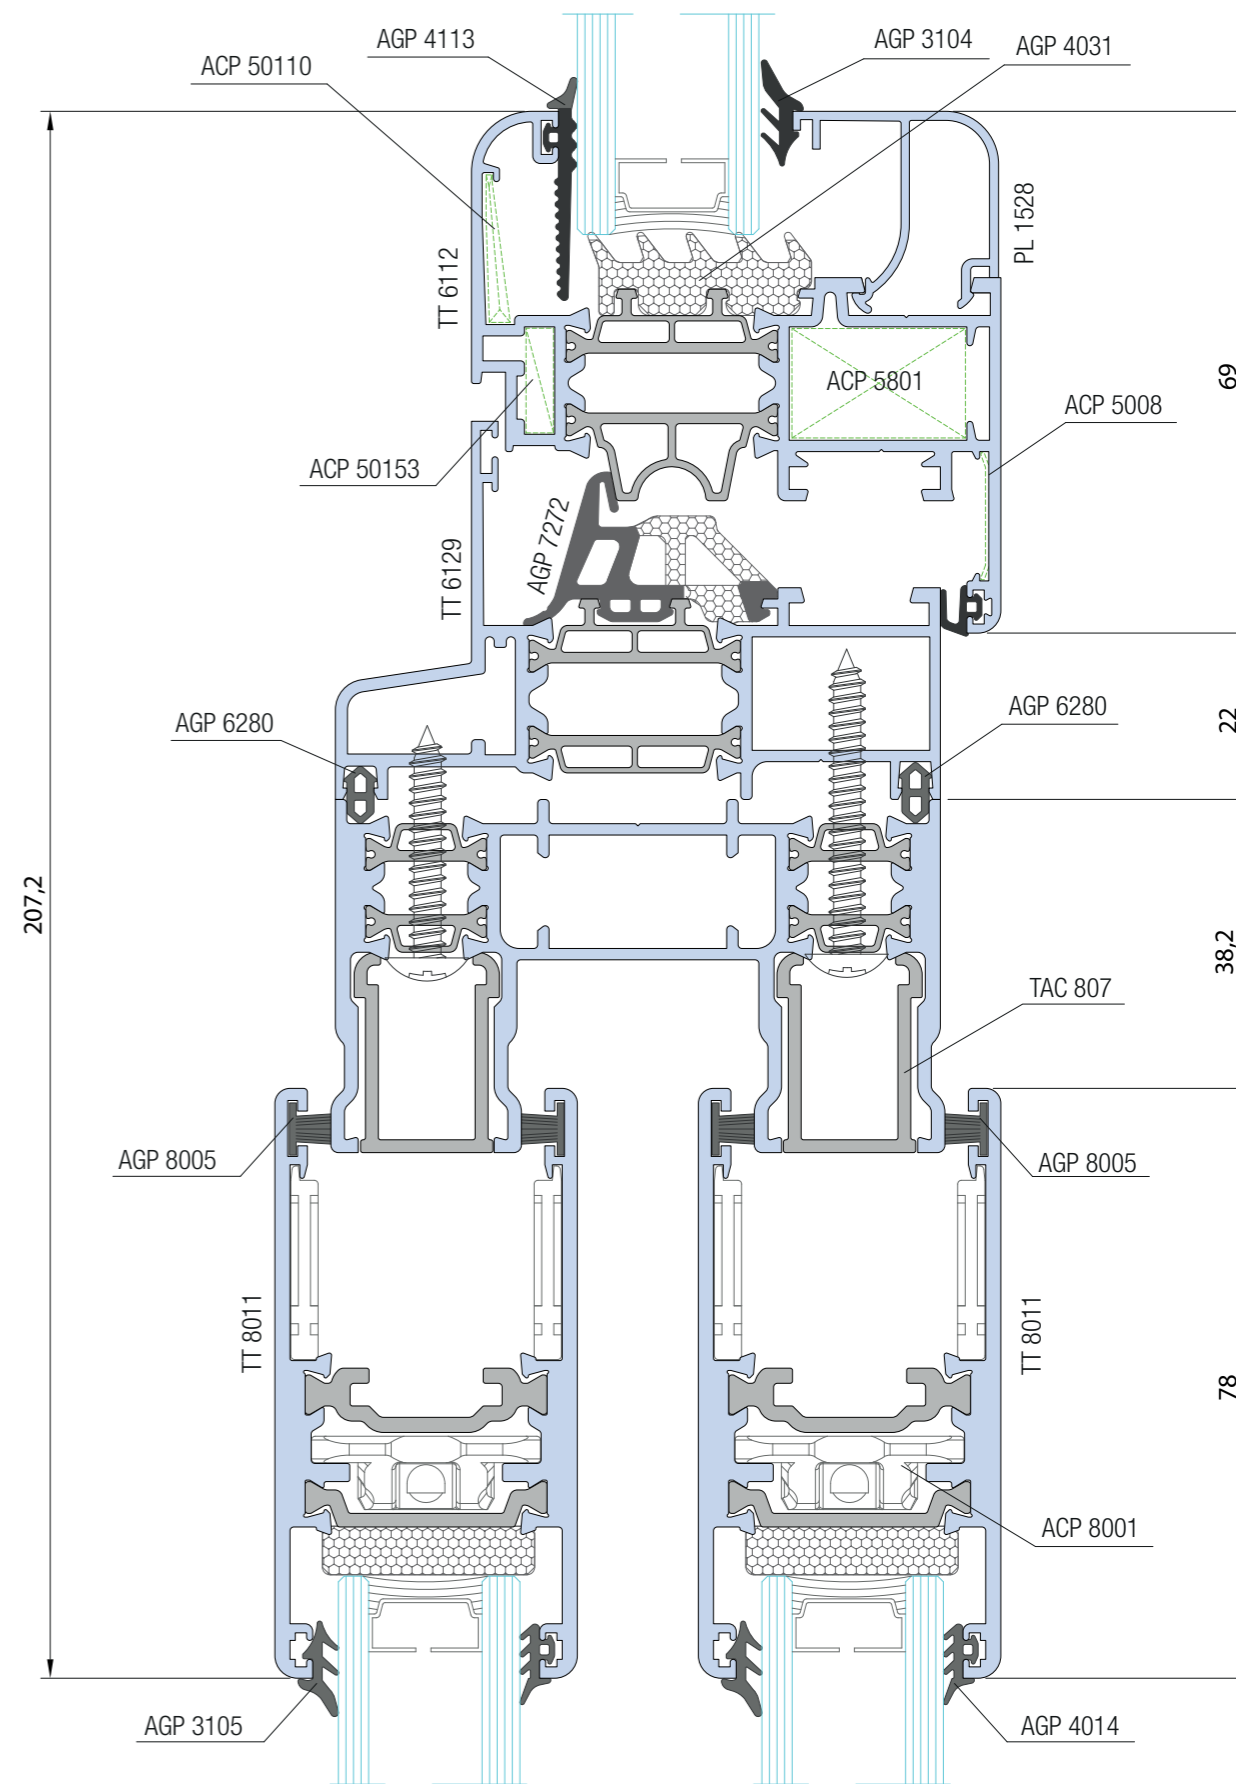 AGP 4113
AGP 3104
AGP 4031
ACP 50110
PL 1528
TT 6112
69
ACP 5801
ACP 5008
ACP 50153
AGP 7272
TT 6129
AGP 6280
AGP 6280
22
207,2
38,2
TAC 807
AGP 8005
AGP 8005
TT 8011
TT 8011
78
ACP 8001
AGP 3105
AGP 4014